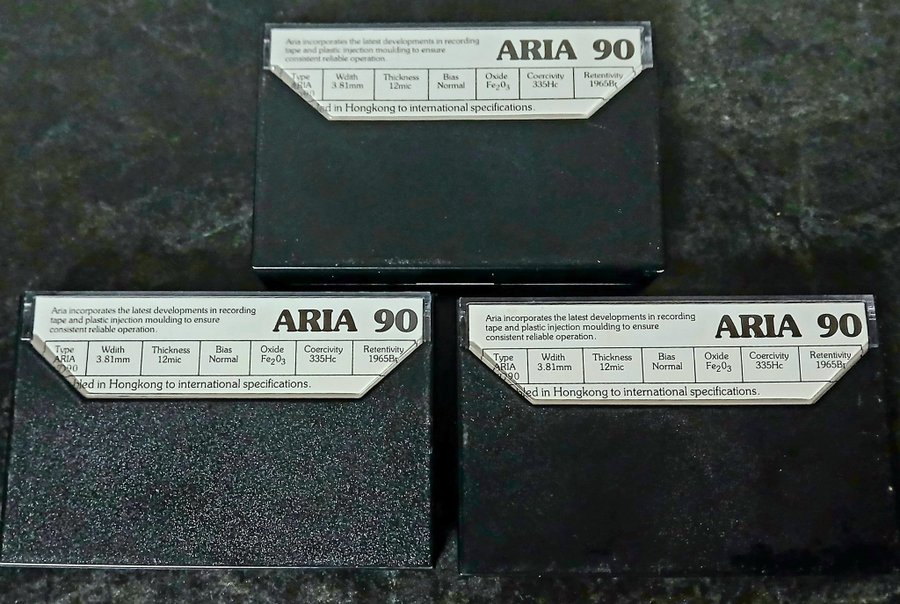 Aria incorporates the latest developments in recording
tape and plastic injection moulding to ensure
consistent reliable operation.
ARIA 90
Type Wdith Thickness Bias Oxide Coercivity Retentivity
ARIA 3.81mm 12mic Normal Fe₂0₃ 335Hc 1965Br
in Hongkong to international specifications.
Aria incorporates the latest developments in recording
tape and plastic injection moulding to ensure
consistent reliable operation.
ARIA 90
Type Wdith Thickness Bias Oxide Coercivity Retentivity
ARIA 3.81mm 12mic Normal Fe₂0₃ 335Hc 1965Br
in Hongkong to international specifications.
Aria incorporates the latest developments in recording
tape and plastic injection moulding to ensure
consistent reliable operation.
ARIA 90
Type Wdith Thickness Bias Oxide Coercivity Retentivity
ARIA 3.81mm 12mic Normal Fe₂0₃ 335Hc 1965Br
in Hongkong to international specifications.